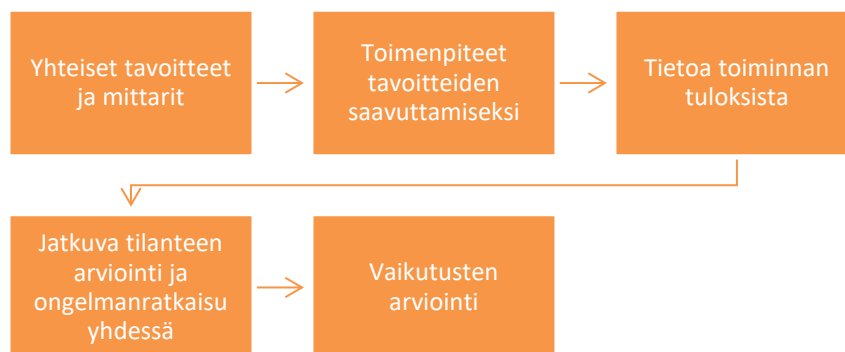 Yhteiset tavoitteet
ja mittarit
Toimenpiteet
tavoitteiden
saavuttamiseksi
Tietoa toiminnan
tuloksista
Jatkuva tilanteen
arviointi ja
ongelmanratkaisu
yhdessä
Vaikutusten
arviointi